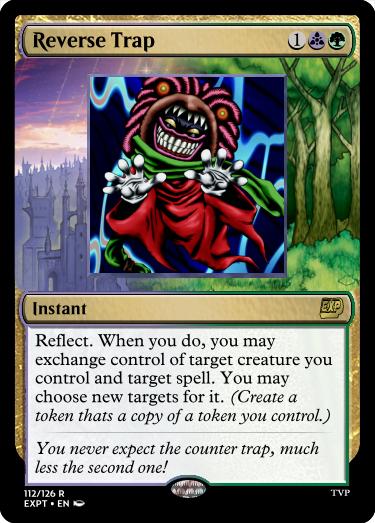 Reverse Trap
1
Instant
EXP
Reflect. When you do, you may
exchange control of target creature you
control and target spell. You may
choose new targets for it. (Create a
token thats a copy of a token you control.)
You never expect the counter trap, much
less the second one!
112/126 R
EXPT • EN
TVP